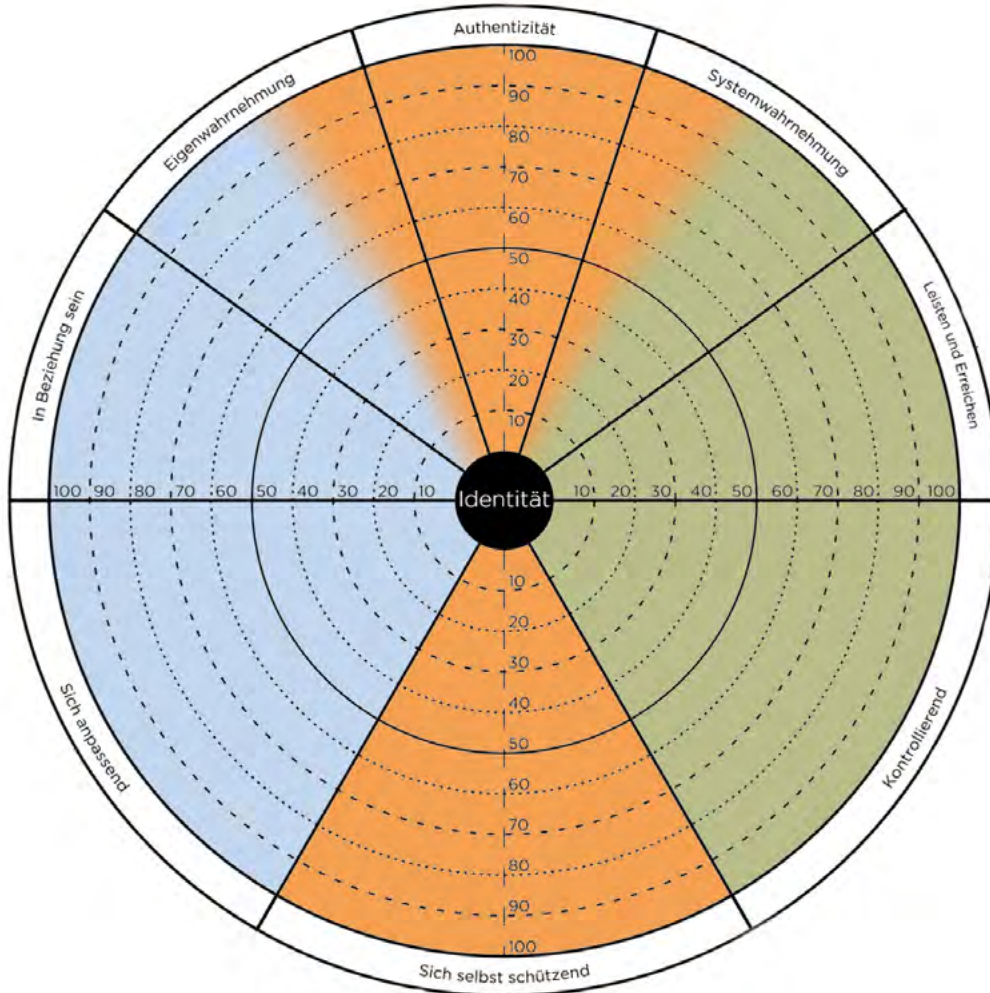 Authentizität
Eigenwahrnehmung
Systemwahrnehmung
In Beziehung sein
Leisten und Erreichen
100
90
80
70
60
50
40
30
20
10
100 90 80 70 60 50 40 30 20 10 Identität 10 20 30 40 50 60 70 80 90 100
10
20
30
40
50
60
70
80
90
100
Sich anpassend
Kontrollierend
Sich selbst schützend